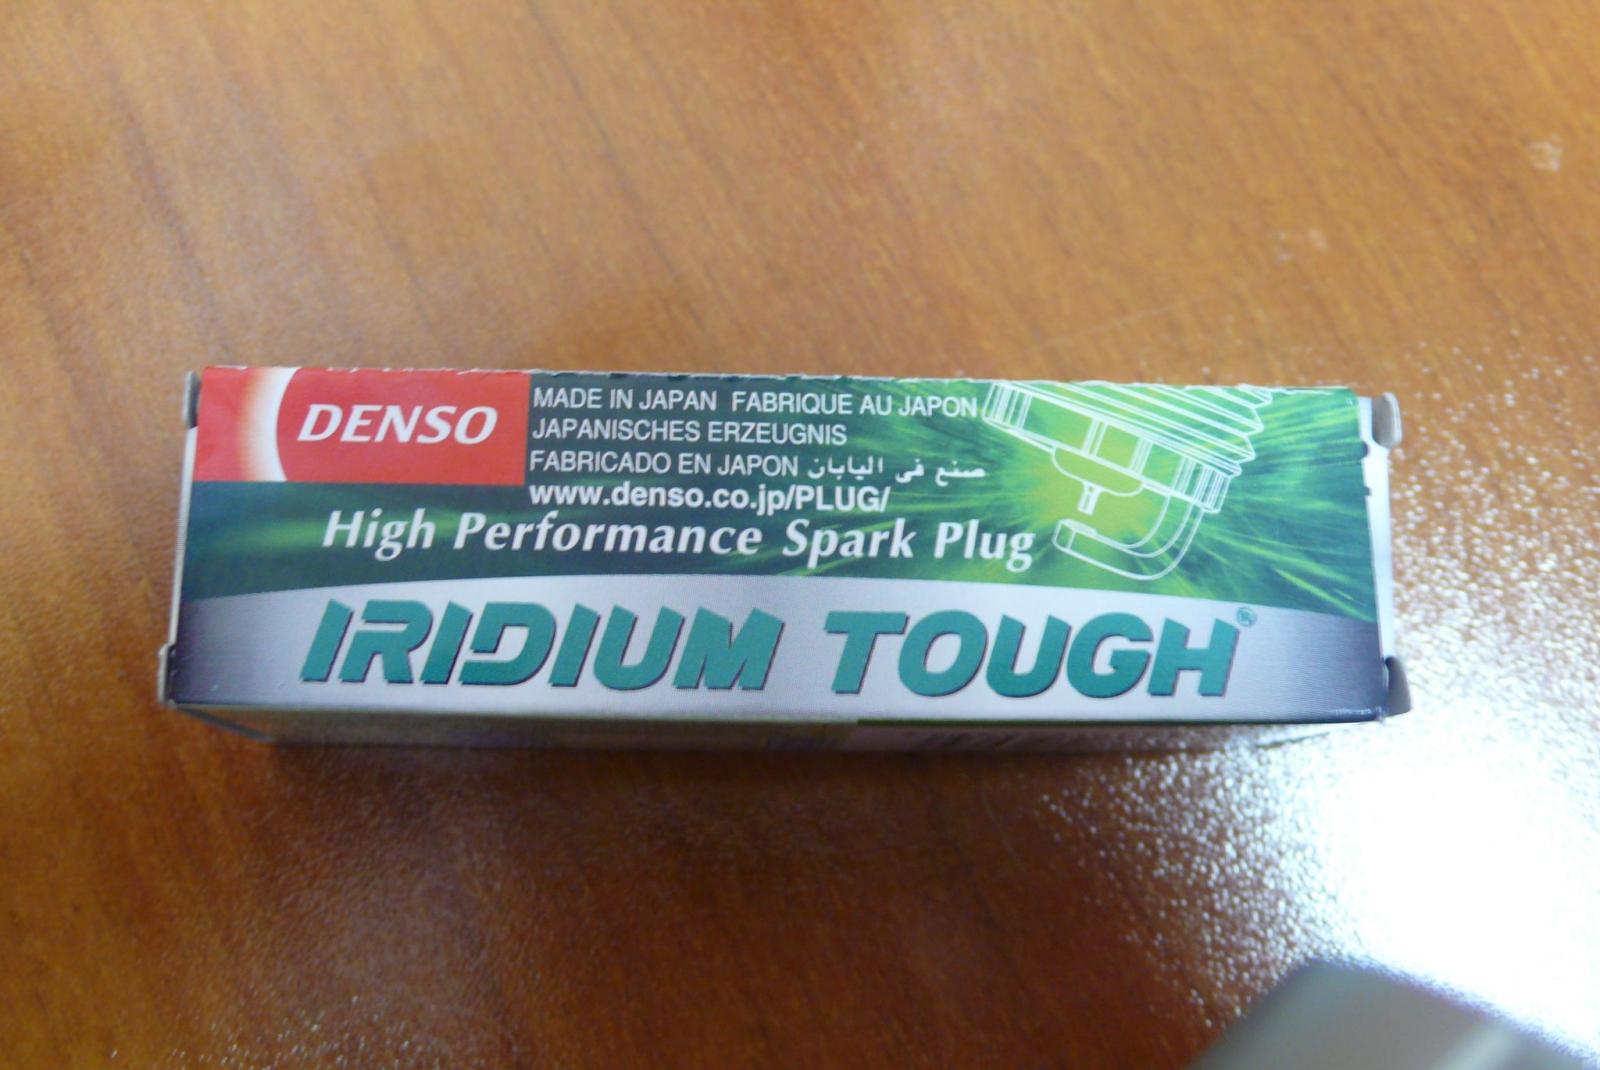 DENSO
MADE IN JAPAN FABRIQUE AU JAPON
JAPANISCHES ERZEUGNIS
FABRICADO EN JAPON صنع فى اليابان
www.denso.co.jp/PLUG/
High Performance Spark Plug
IRIDIUM TOUGH®